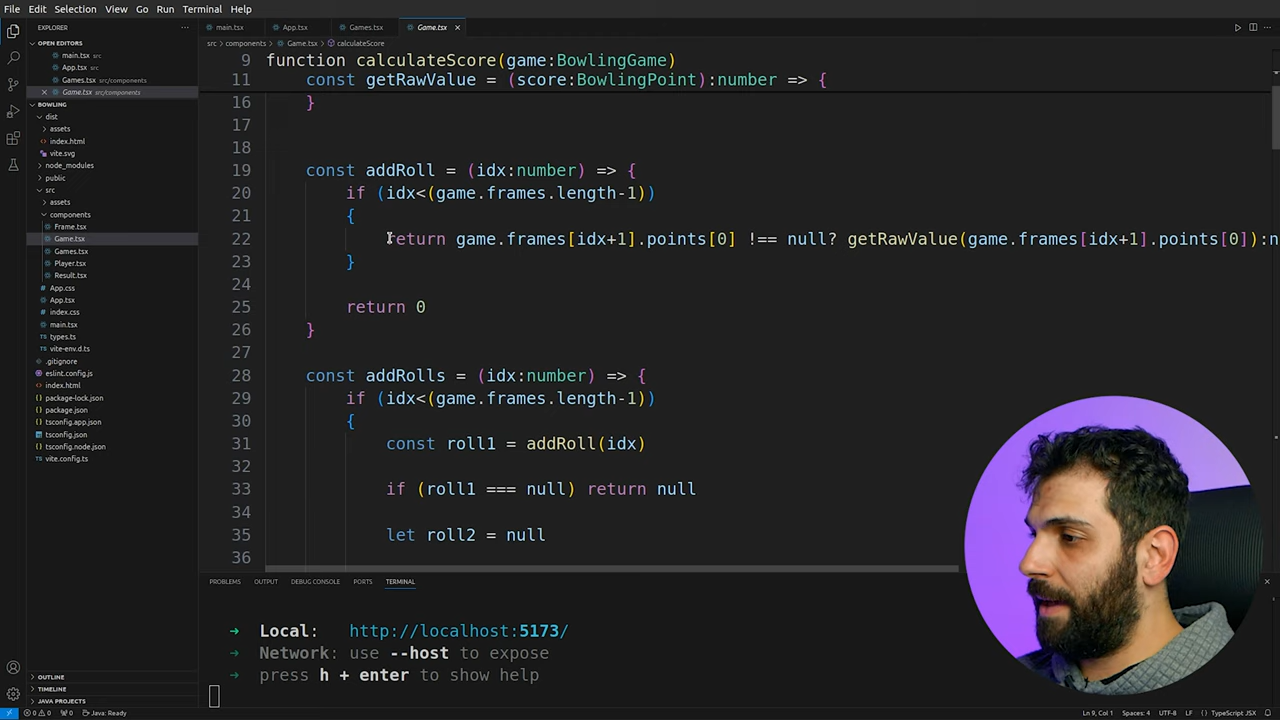 File Edit Selection View Go Run Terminal Help
EXPLORER
OPEN EDITORS
main.tsx
App.tsx
Games.tsx src/components
Game.tsx src/components
BOWLING
dist
assets
index.html
vite.svg
node_modules
public
src
assets
components
Frame.tsx
Game.tsx
Games.tsx
Player.tsx
Result.tsx
App.css
App.tsx
index.css
main.tsx
types.ts
vite-env.d.ts
.gitignore
eslint.config.js
index.html
package-lock.json
package.json
tsconfig.app.json
tsconfig.json
tsconfig.node.json
vite.config.ts
OUTLINE
TIMELINE
JAVA PROJECTS
main.tsx App.tsx Games.tsx Game.tsx
src > components > Game.tsx > calculateScore
9 function calculateScore(game:BowlingGame)
11 const getRawValue = (score:BowlingPoint):number => {
16 }
17
18
19 const addRoll = (idx:number) => {
20 if (idx<(game.frames.length-1))
21 {
22 return game.frames[idx+1].points[0] !== null? getRawValue(game.frames[idx+1].points[0]):n
23 }
24
25 return 0
26 }
27
28 const addRolls = (idx:number) => {
29 if (idx<(game.frames.length-1))
30 {
31 const roll1 = addRoll(idx)
32
33 if (roll1 === null) return null
34
35 let roll2 = null
36
PROBLEMS OUTPUT DEBUG CONSOLE PORTS TERMINAL
➜ Local: http://localhost:5173/
➜ Network: use --host to expose
➜ press h + enter to show help
0 0 0 Java: Ready Ln 9, Col 1 Spaces: 4 UTF-8 LF TypeScript JSX